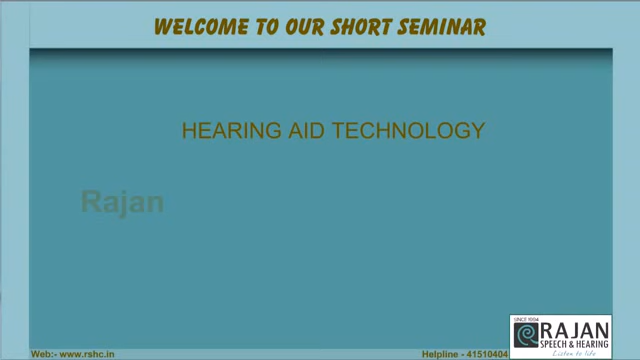 WELCOME TO OUR SHORT SEMINAR
HEARING AID TECHNOLOGY
Rajan
SINCE 1994
RAJAN
SPEECH & HEARING
Listen to life
Web:- www.rshc.in
Helpline - 41510404